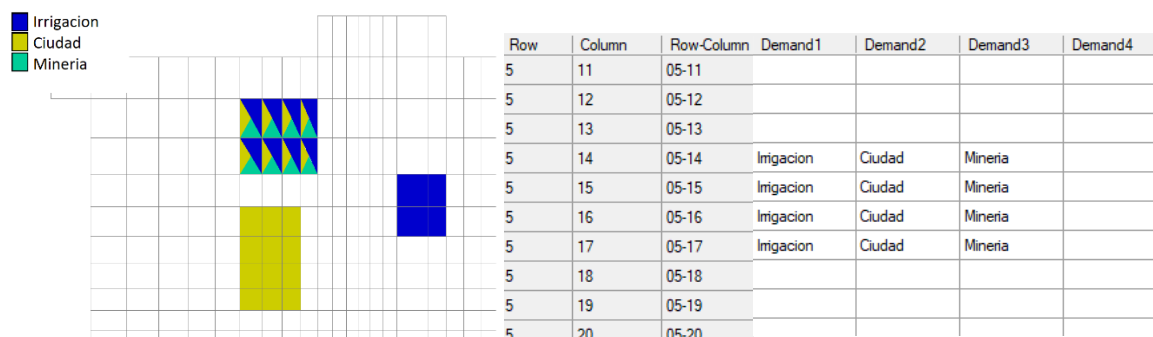 Irrigacion
Ciudad
Mineria
Row Column Row-Column Demand1 Demand2 Demand3 Demand4
5 11 05-11
5 12 05-12
5 13 05-13
5 14 05-14 Irrigacion Ciudad Mineria
5 15 05-15 Irrigacion Ciudad Mineria
5 16 05-16 Irrigacion Ciudad Mineria
5 17 05-17 Irrigacion Ciudad Mineria
5 18 05-18
5 19 05-19
5 20 05-20